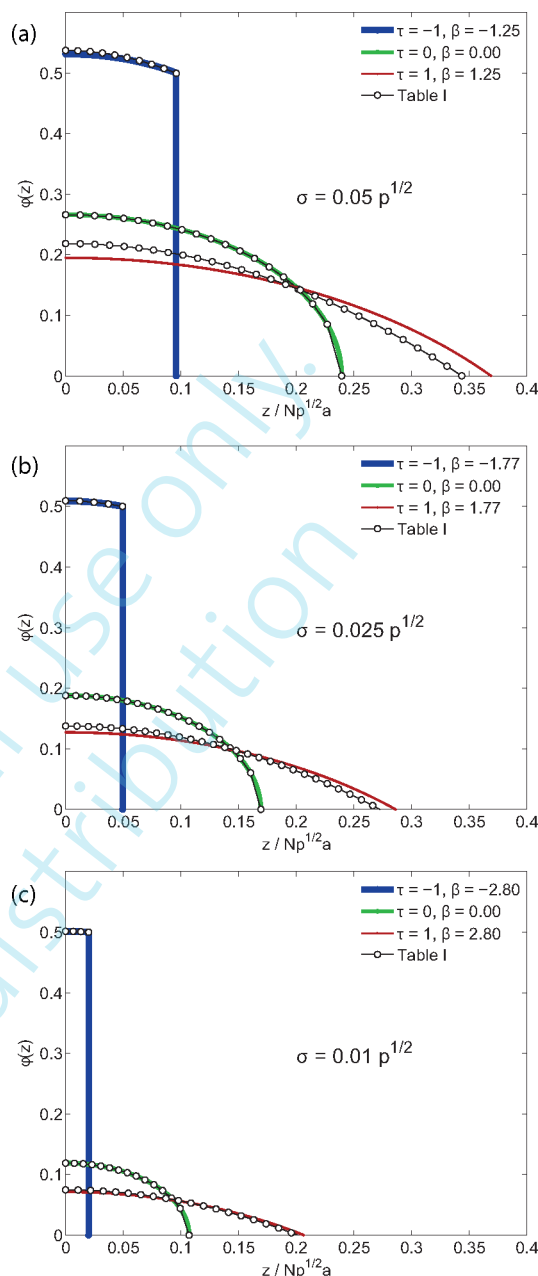 (a)
τ = −1, β = −1.25
τ = 0, β = 0.00
τ = 1, β = 1.25
Table I
σ = 0.05 p^1/2
φ(z)
0.5
0.4
0.3
0.2
0.1
0
0 0.05 0.1 0.15 0.2 0.25 0.3 0.35 0.4
z / Np^1/2a
(b)
τ = −1, β = −1.77
τ = 0, β = 0.00
τ = 1, β = 1.77
Table I
σ = 0.025 p^1/2
φ(z)
0.5
0.4
0.3
0.2
0.1
0
0 0.05 0.1 0.15 0.2 0.25 0.3 0.35 0.4
z / Np^1/2a
(c)
τ = −1, β = −2.80
τ = 0, β = 0.00
τ = 1, β = 2.80
Table I
σ = 0.01 p^1/2
φ(z)
0.5
0.4
0.3
0.2
0.1
0
0 0.05 0.1 0.15 0.2 0.25 0.3 0.35 0.4
z / Np^1/2a
use only.
distribution